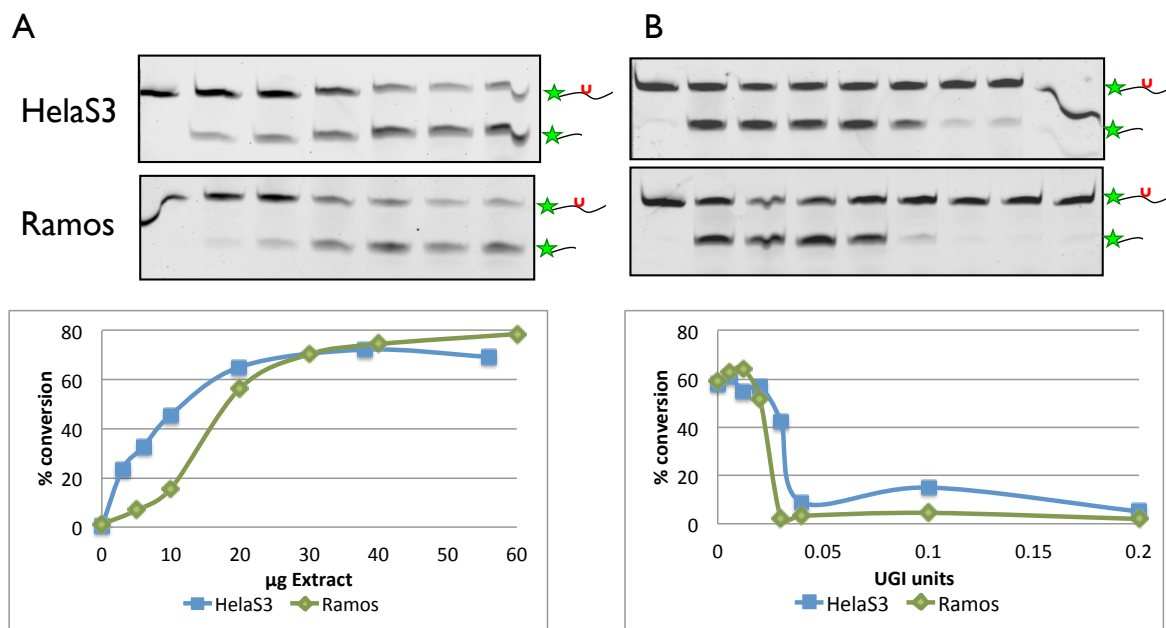 A
HelaS3
U
Ramos
U
% conversion
80
60
40
20
0
0 10 20 30 40 50 60
µg Extract
HelaS3 Ramos
B
U
U
% conversion
80
60
40
20
0
0 0.05 0.1 0.15 0.2
UGI units
HelaS3 Ramos